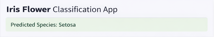 Iris Flower Classification App
Predicted Species: Setosa